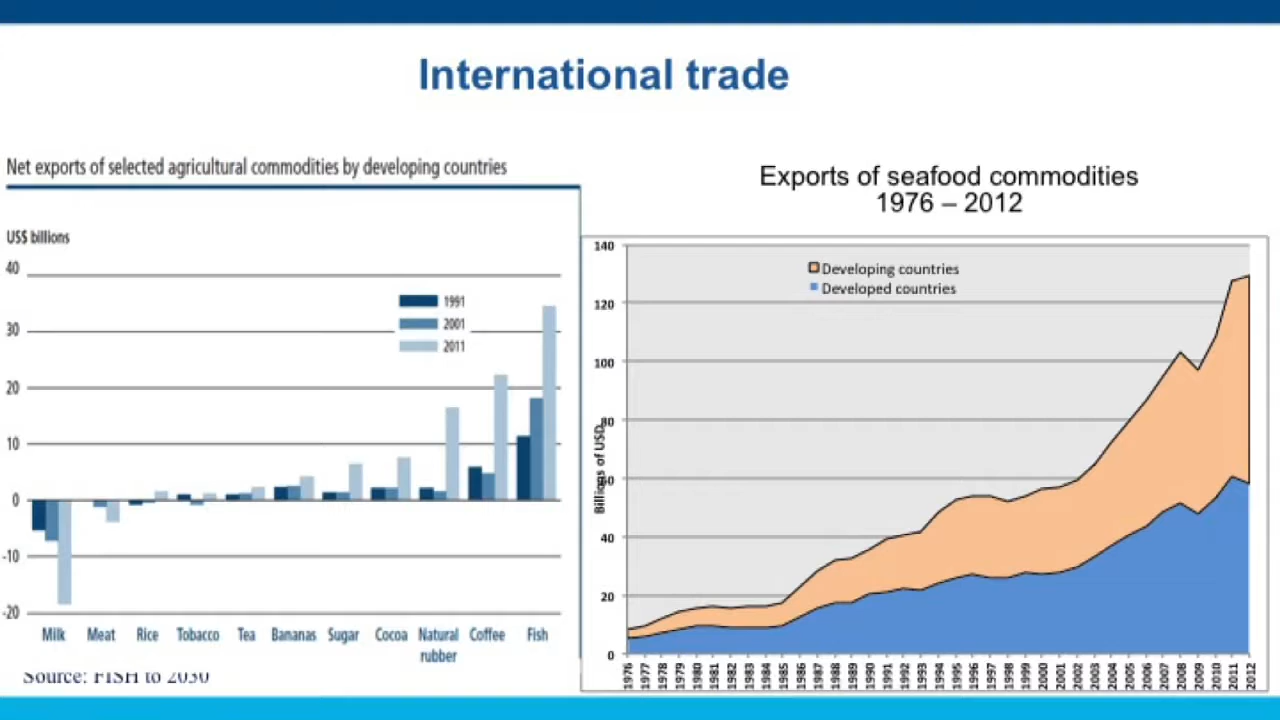 International trade
Net exports of selected agricultural commodities by developing countries
US$ billions
40
30
20
10
0
-10
-20
1991
2001
2011
Milk Meat Rice Tobacco Tea Bananas Sugar Cocoa Natural rubber Coffee Fish
Source: FISH to 2030
Exports of seafood commodities
1976 – 2012
140
120
100
80
60
40
20
0
Billions of USD
Developing countries
Developed countries
1976 1977 1978 1979 1980 1981 1982 1983 1984 1985 1986 1987 1988 1989 1990 1991 1992 1993 1994 1995 1996 1997 1998 1999 2000 2001 2002 2003 2004 2005 2006 2007 2008 2009 2010 2011 2012